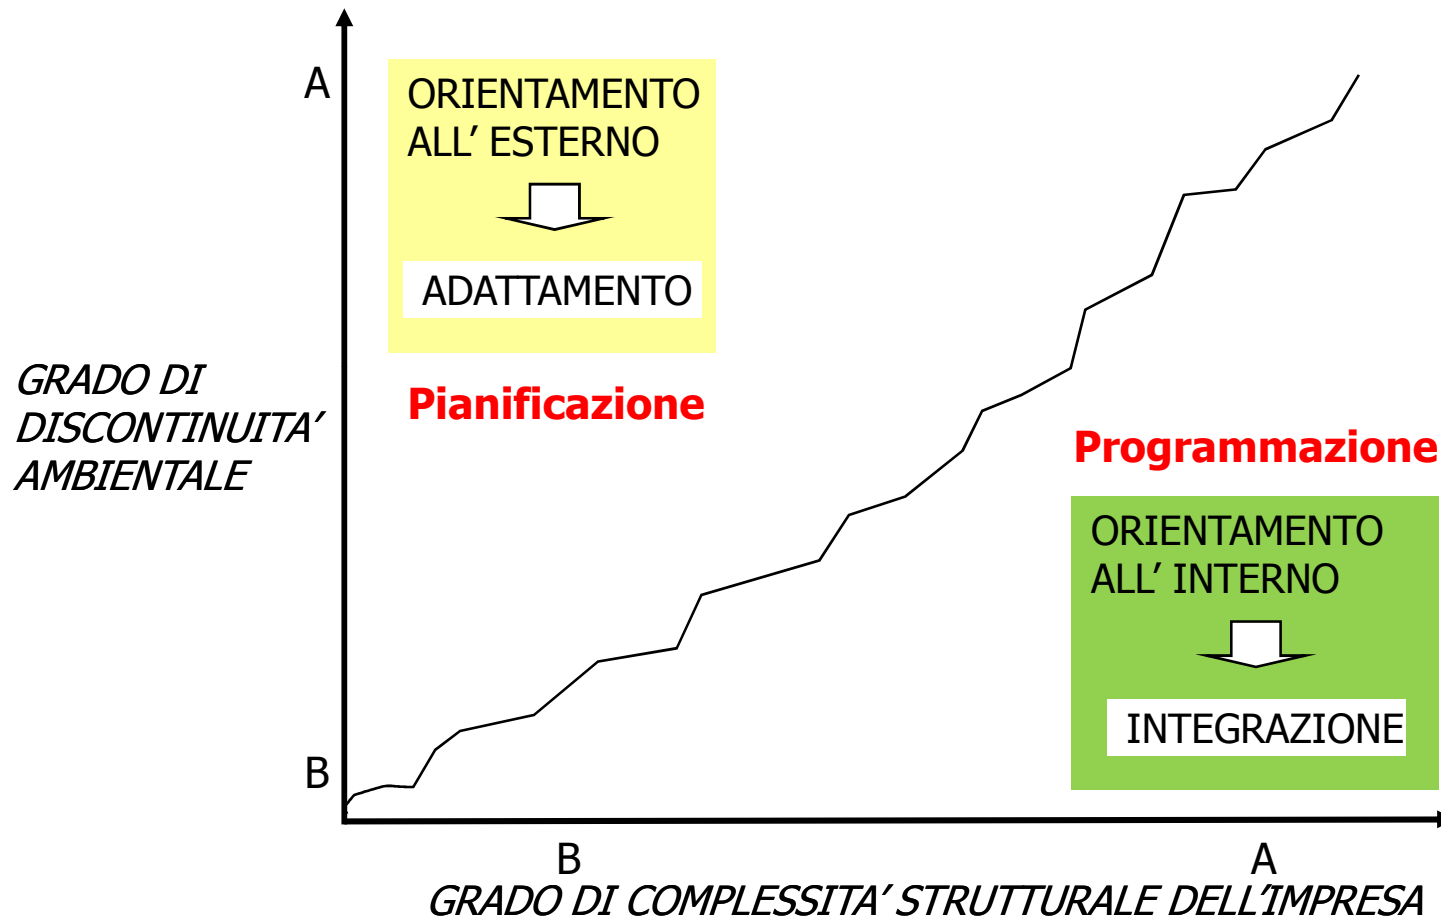 A
ORIENTAMENTO
ALL’ ESTERNO
ADATTAMENTO
GRADO DI
DISCONTINUITA’
AMBIENTALE
Pianificazione
Programmazione
ORIENTAMENTO
ALL’ INTERNO
INTEGRAZIONE
B
B
A
GRADO DI COMPLESSITA’ STRUTTURALE DELL’IMPRESA